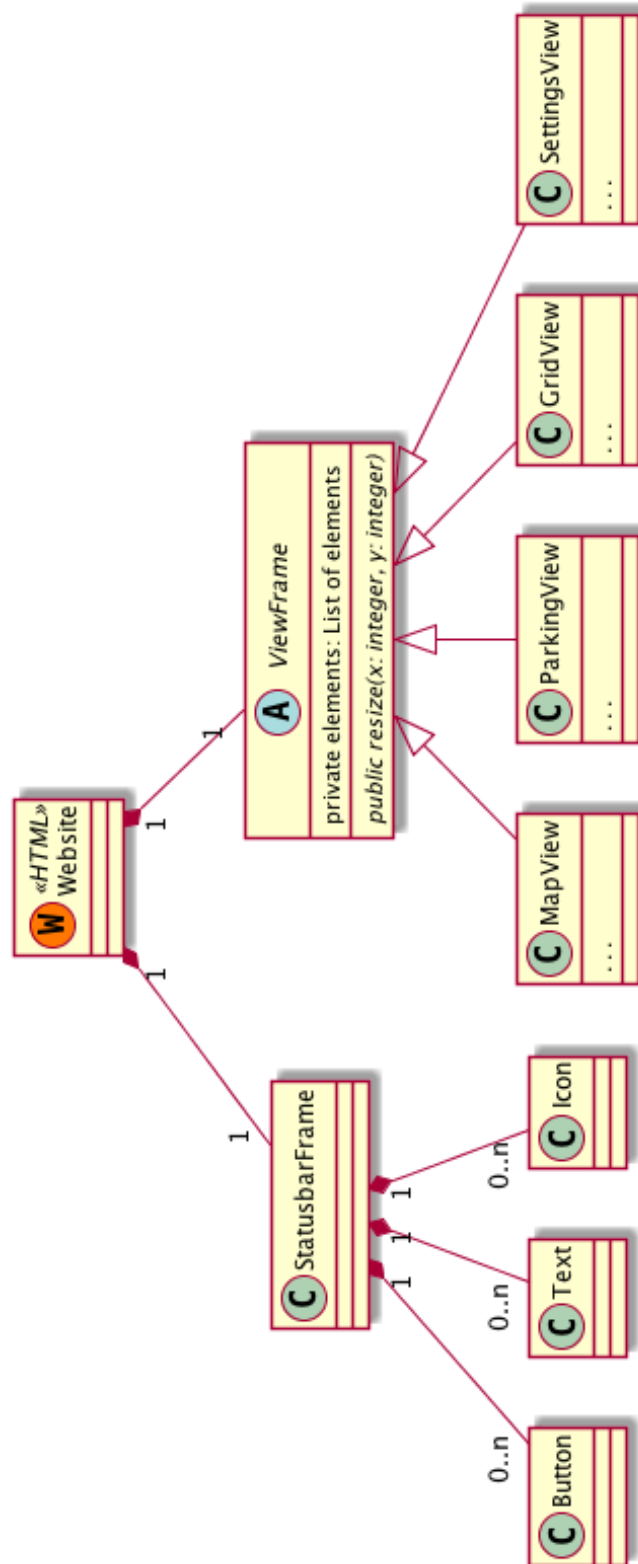 W «HTML»
Website
1
1
1
1
C StatusbarFrame
A ViewFrame
private elements: List of elements
public resize(x: integer, y: integer)
1
1
1
0..n
0..n
0..n
C Button
C Text
C Icon
C MapView
...
C ParkingView
...
C GridView
...
C SettingsView
...